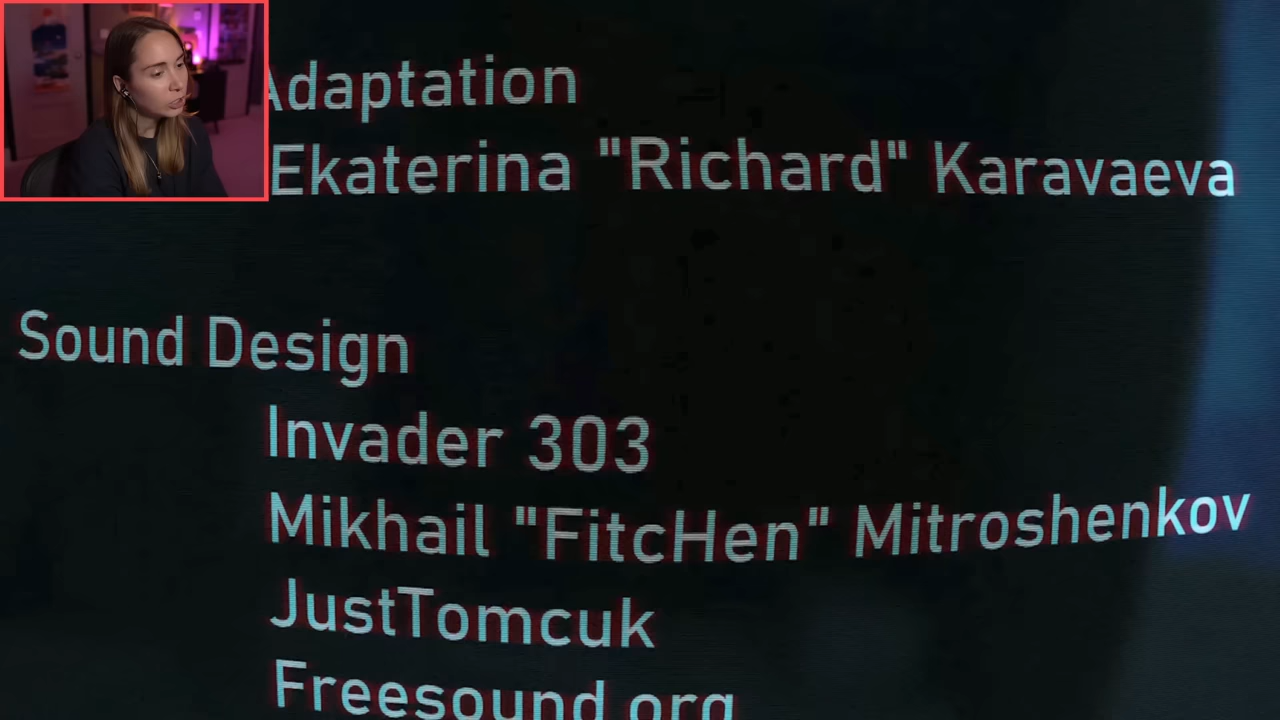 Adaptation
Ekaterina "Richard" Karavaeva
Sound Design
Invader 303
Mikhail "FitcHen" Mitroshenkov
JustTomcuk
Freesound.org